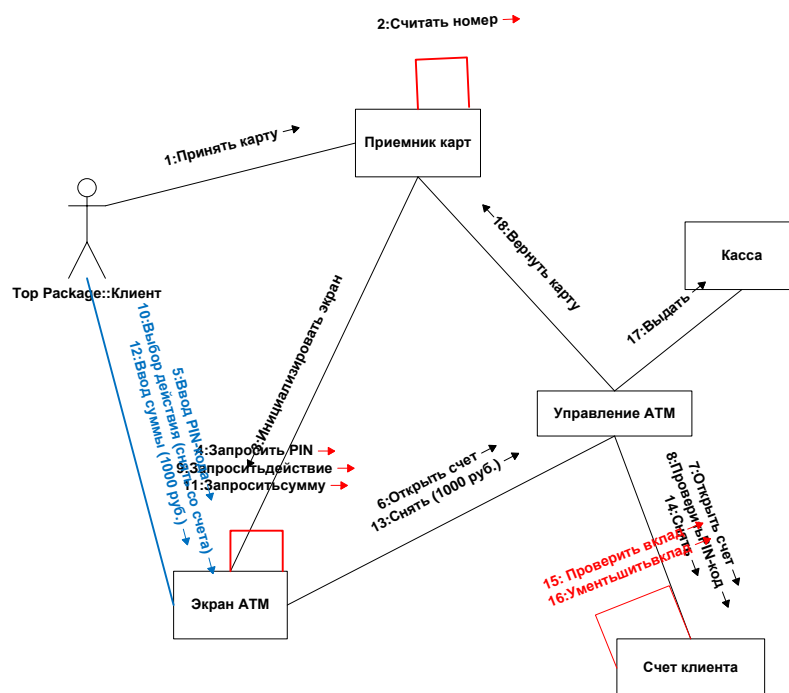 2:Считать номер
Приемник карт
1:Принять карту
18:Вернуть карту
Касса
Top Package::Клиент
17:Выдать
3:Инициализировать экран
5:Ввод PIN-кода
10:Выбор действия (снять со счета)
12:Ввод суммы (1000 руб.)
Управление АТМ
4:Запросить PIN
9:Запроситьдействие
11:Запроситьсумму
6:Открыть счет
13:Снять (1000 руб.)
7:Открыть счет
8:Проверить PIN-код
14:Снять
15: Проверить вклад
16:Ументьшитьвклад
Экран АТМ
Счет клиента